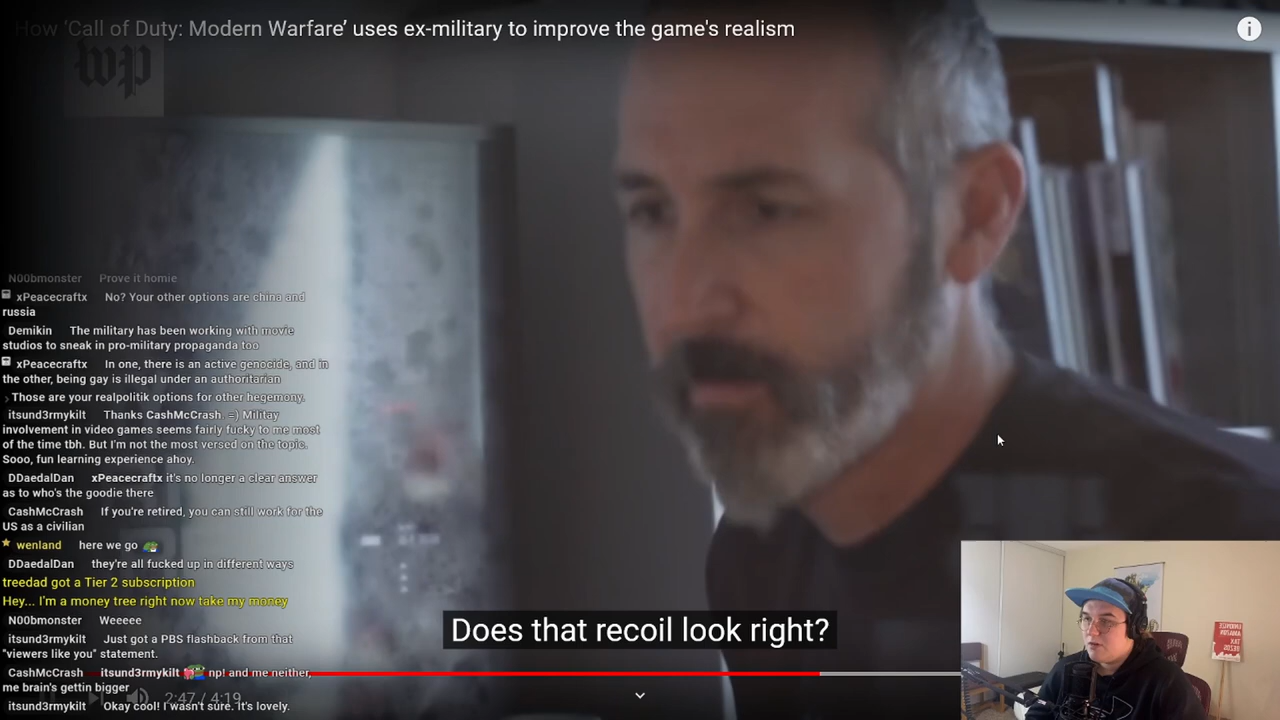 How ‘Call of Duty: Modern Warfare’ uses ex-military to improve the game's realism
wp
N00bmonster Prove it homie
xPeacecraftx No? Your other options are china and
russia
Demikin The military has been working with movie
studios to sneak in pro-military propaganda too
xPeacecraftx In one, there is an active genocide, and in
the other, being gay is illegal under an authoritarian
Those are your realpolitik options for other hegemony.
itsund3rmykilt Thanks CashMcCrash. =) Militay
involvement in video games seems fairly fucky to me most
of the time tbh. But I'm not the most versed on the topic.
Sooo, fun learning experience ahoy.
DDaedalDan xPeacecraftx it's no longer a clear answer
as to who's the goodie there
CashMcCrash If you're retired, you can still work for the
US as a civilian
wenland here we go
DDaedalDan they're all fucked up in different ways
treedad got a Tier 2 subscription
Hey... I'm a money tree right now take my money
N00bmonster Weeeee
itsund3rmykilt Just got a PBS flashback from that
"viewers like you" statement.
CashMcCrash itsund3rmykilt np! and me neither,
me brain's gettin bigger
itsund3rmykilt Okay cool! I wasn't sure. It's lovely.
2:47 / 4:19
Does that recoil look right?